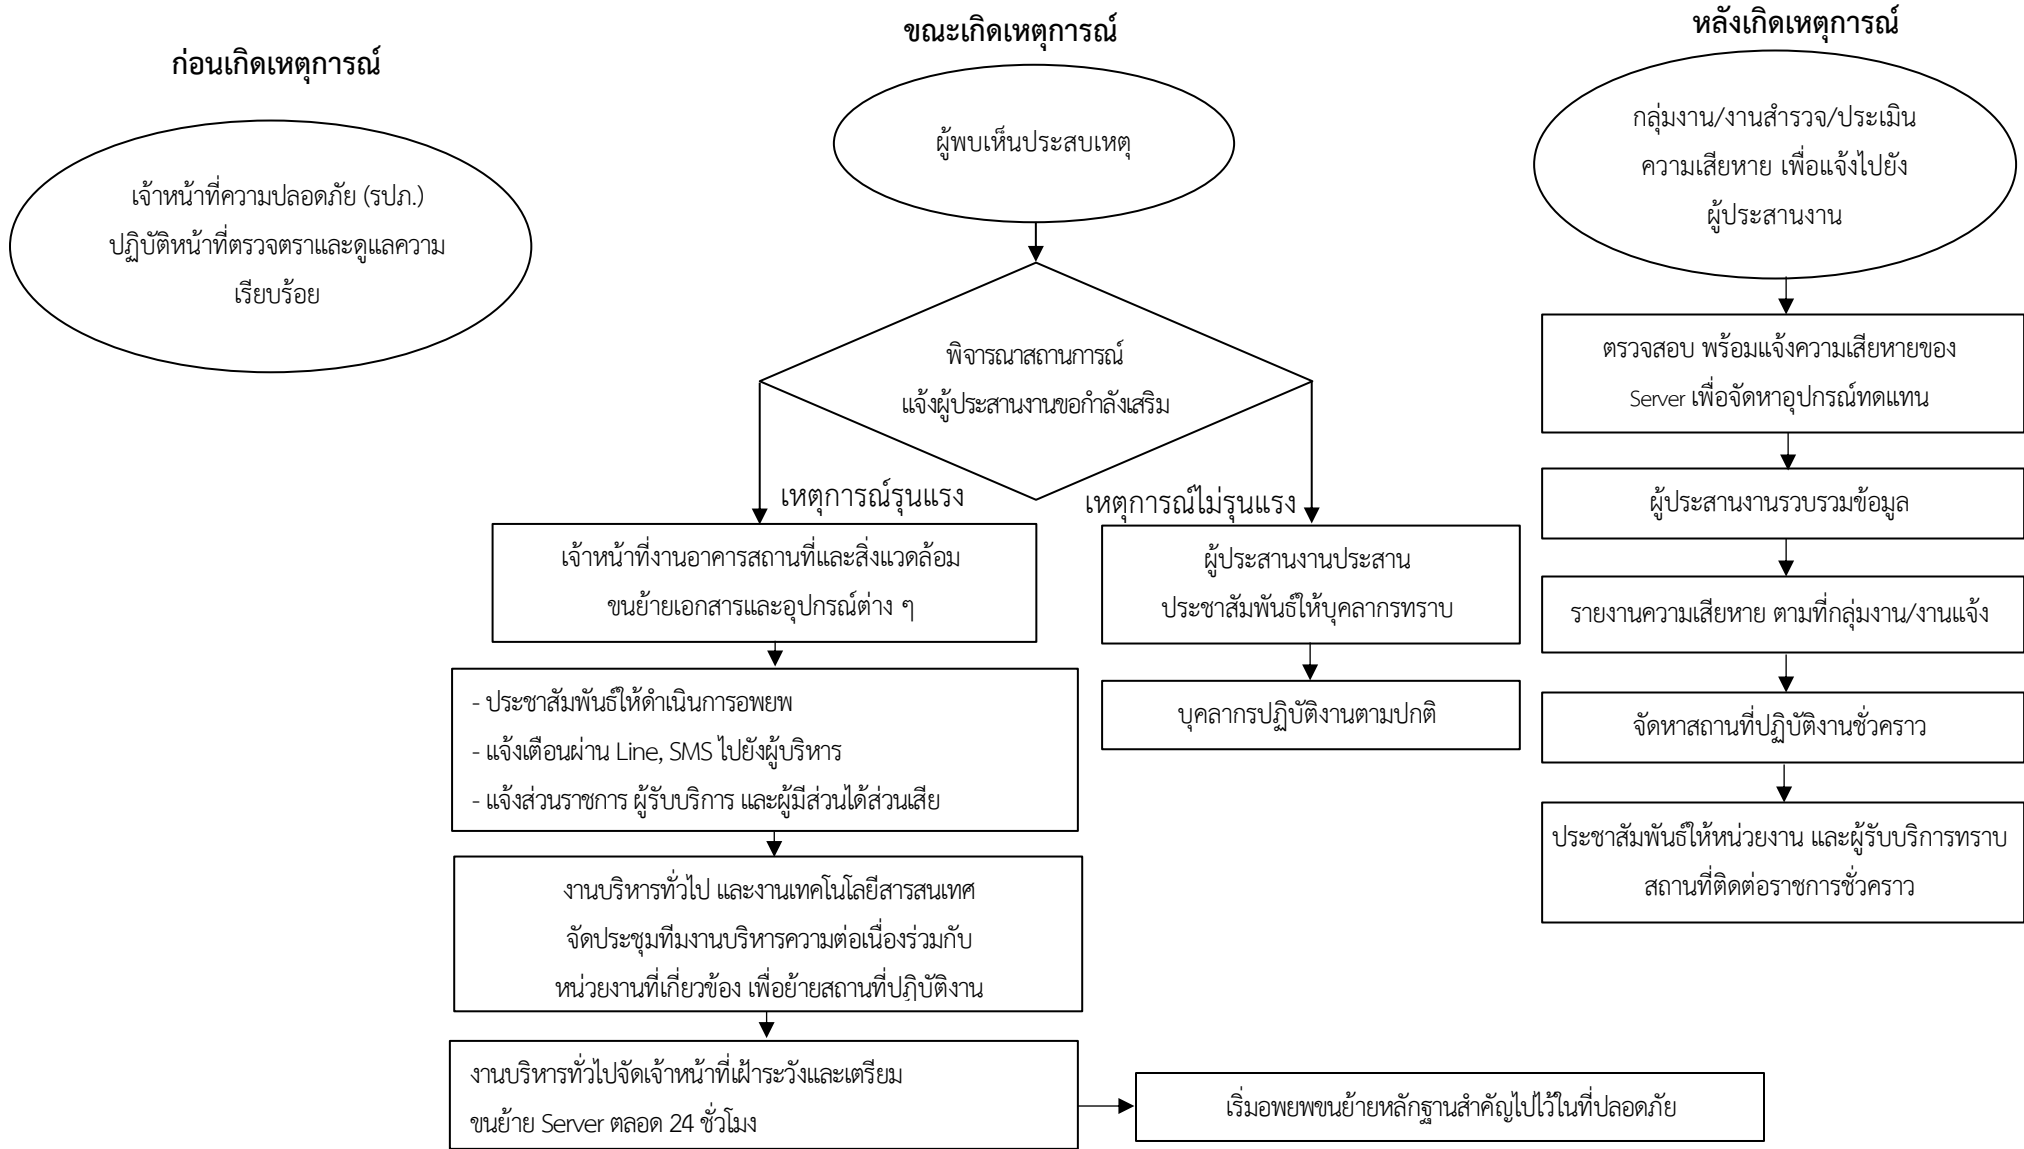 ก่อนเกิดเหตุการณ์
เจ้าหน้าที่ความปลอดภัย (รปภ.)
ปฏิบัติหน้าที่ตรวจตราและดูแลความ
เรียบร้อย
ขณะเกิดเหตุการณ์
ผู้พบเห็นประสบเหตุ
พิจารณาสถานการณ์
แจ้งผู้ประสานงานขอกำลังเสริม
เหตุการณ์รุนแรง
เหตุการณ์ไม่รุนแรง
เจ้าหน้าที่งานอาคารสถานที่และสิ่งแวดล้อม
ขนย้ายเอกสารและอุปกรณ์ต่าง ๆ
- ประชาสัมพันธ์ให้ดำเนินการอพยพ
- แจ้งเตือนผ่าน Line, SMS ไปยังผู้บริหาร
- แจ้งส่วนราชการ ผู้รับบริการ และผู้มีส่วนได้ส่วนเสีย
งานบริหารทั่วไป และงานเทคโนโลยีสารสนเทศ
จัดประชุมทีมงานบริหารความต่อเนื่องร่วมกับ
หน่วยงานที่เกี่ยวข้อง เพื่อย้ายสถานที่ปฏิบัติงาน
งานบริหารทั่วไปจัดเจ้าหน้าที่เฝ้าระวังและเตรียม
ขนย้าย Server ตลอด 24 ชั่วโมง
เริ่มอพยพขนย้ายหลักฐานสำคัญไปไว้ในที่ปลอดภัย
ผู้ประสานงานประสาน
ประชาสัมพันธ์ให้บุคลากรทราบ
บุคลากรปฏิบัติงานตามปกติ
หลังเกิดเหตุการณ์
กลุ่มงาน/งานสำรวจ/ประเมิน
ความเสียหาย เพื่อแจ้งไปยัง
ผู้ประสานงาน
ตรวจสอบ พร้อมแจ้งความเสียหายของ
Server เพื่อจัดหาอุปกรณ์ทดแทน
ผู้ประสานงานรวบรวมข้อมูล
รายงานความเสียหาย ตามที่กลุ่มงาน/งานแจ้ง
จัดหาสถานที่ปฏิบัติงานชั่วคราว
ประชาสัมพันธ์ให้หน่วยงาน และผู้รับบริการทราบ
สถานที่ติดต่อราชการชั่วคราว